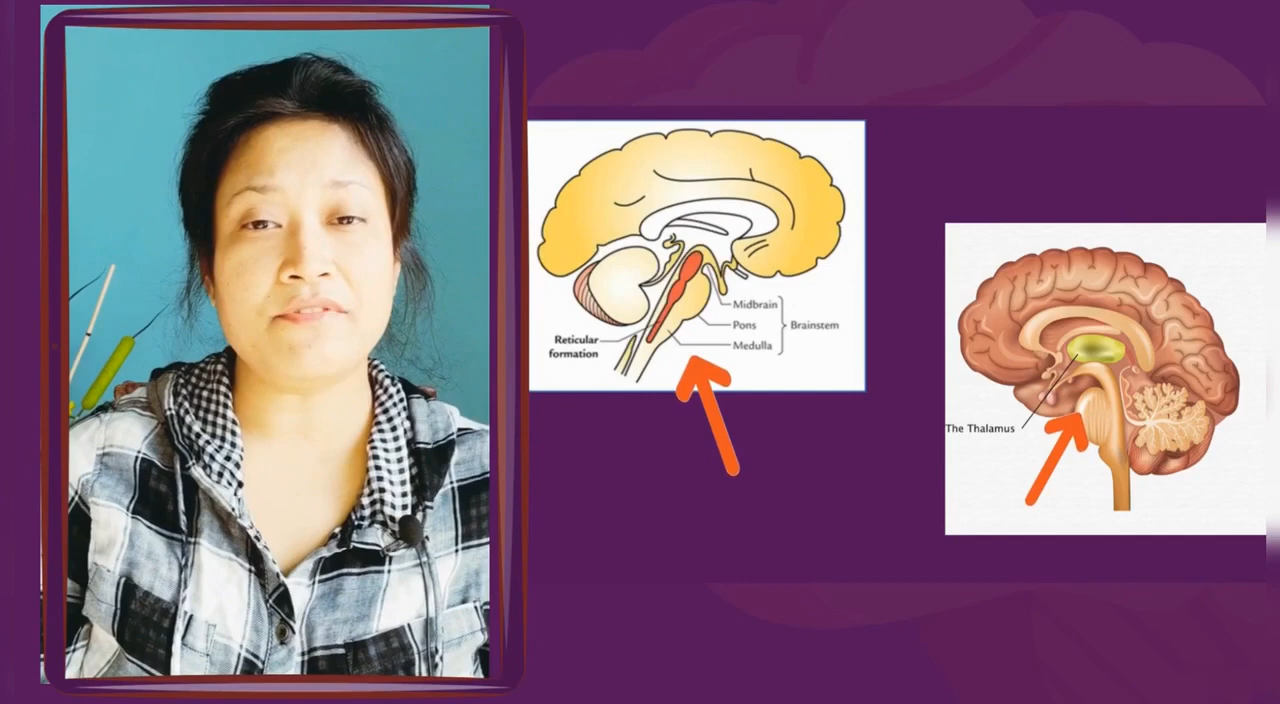 Midbrain
Pons
Brainstem
Medulla
Reticular
formation
The Thalamus